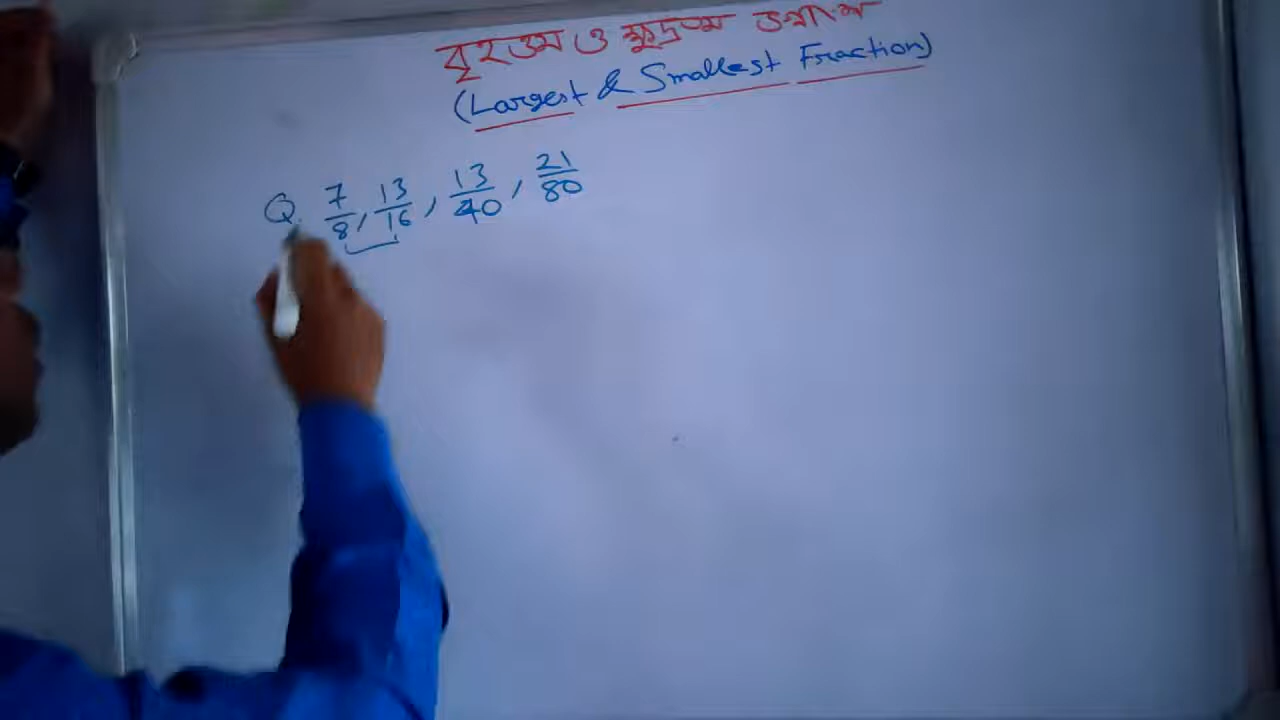 বৃহত্তম ও ক্ষুদ্রতম ভগ্নাংশ
(Largest & Smallest Fraction)
Q. 7/8, 13/16, 13/40, 21/80